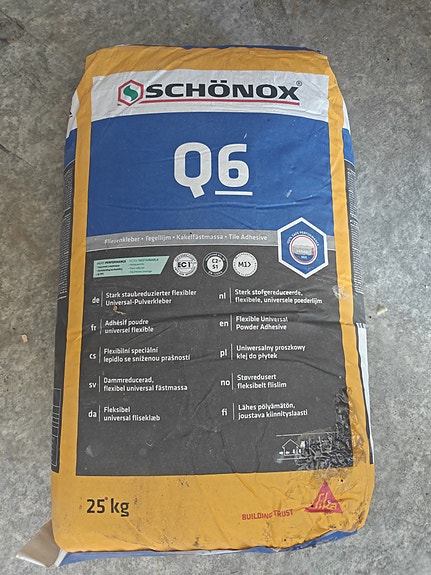 SCHÖNOX®
Q6
Fliesenkleber • Tegellijm • Kakelfästmassa • Tile Adhesive
EC1
C2
S1
M1
de Stark staubreduzierter flexibler
Universal-Pulverkleber
nl Sterk stofgereduceerde,
flexibele, universele poederlijm
fr Adhésif poudre
universel flexible
en Flexible Universal
Powder Adhesive
cs Flexibilní speciální
lepidlo se sníženou prašností
pl Uniwersalny proszkowy
klej do płytek
sv Dammreducerad,
flexibel universal fästmassa
no Støvredusert
fleksibelt flislim
da Fleksibel
universal fliseklæb
fi Lähes pölyämätön,
joustava kiinnityslaasti
25 kg
BUILDING TRUST
Sika